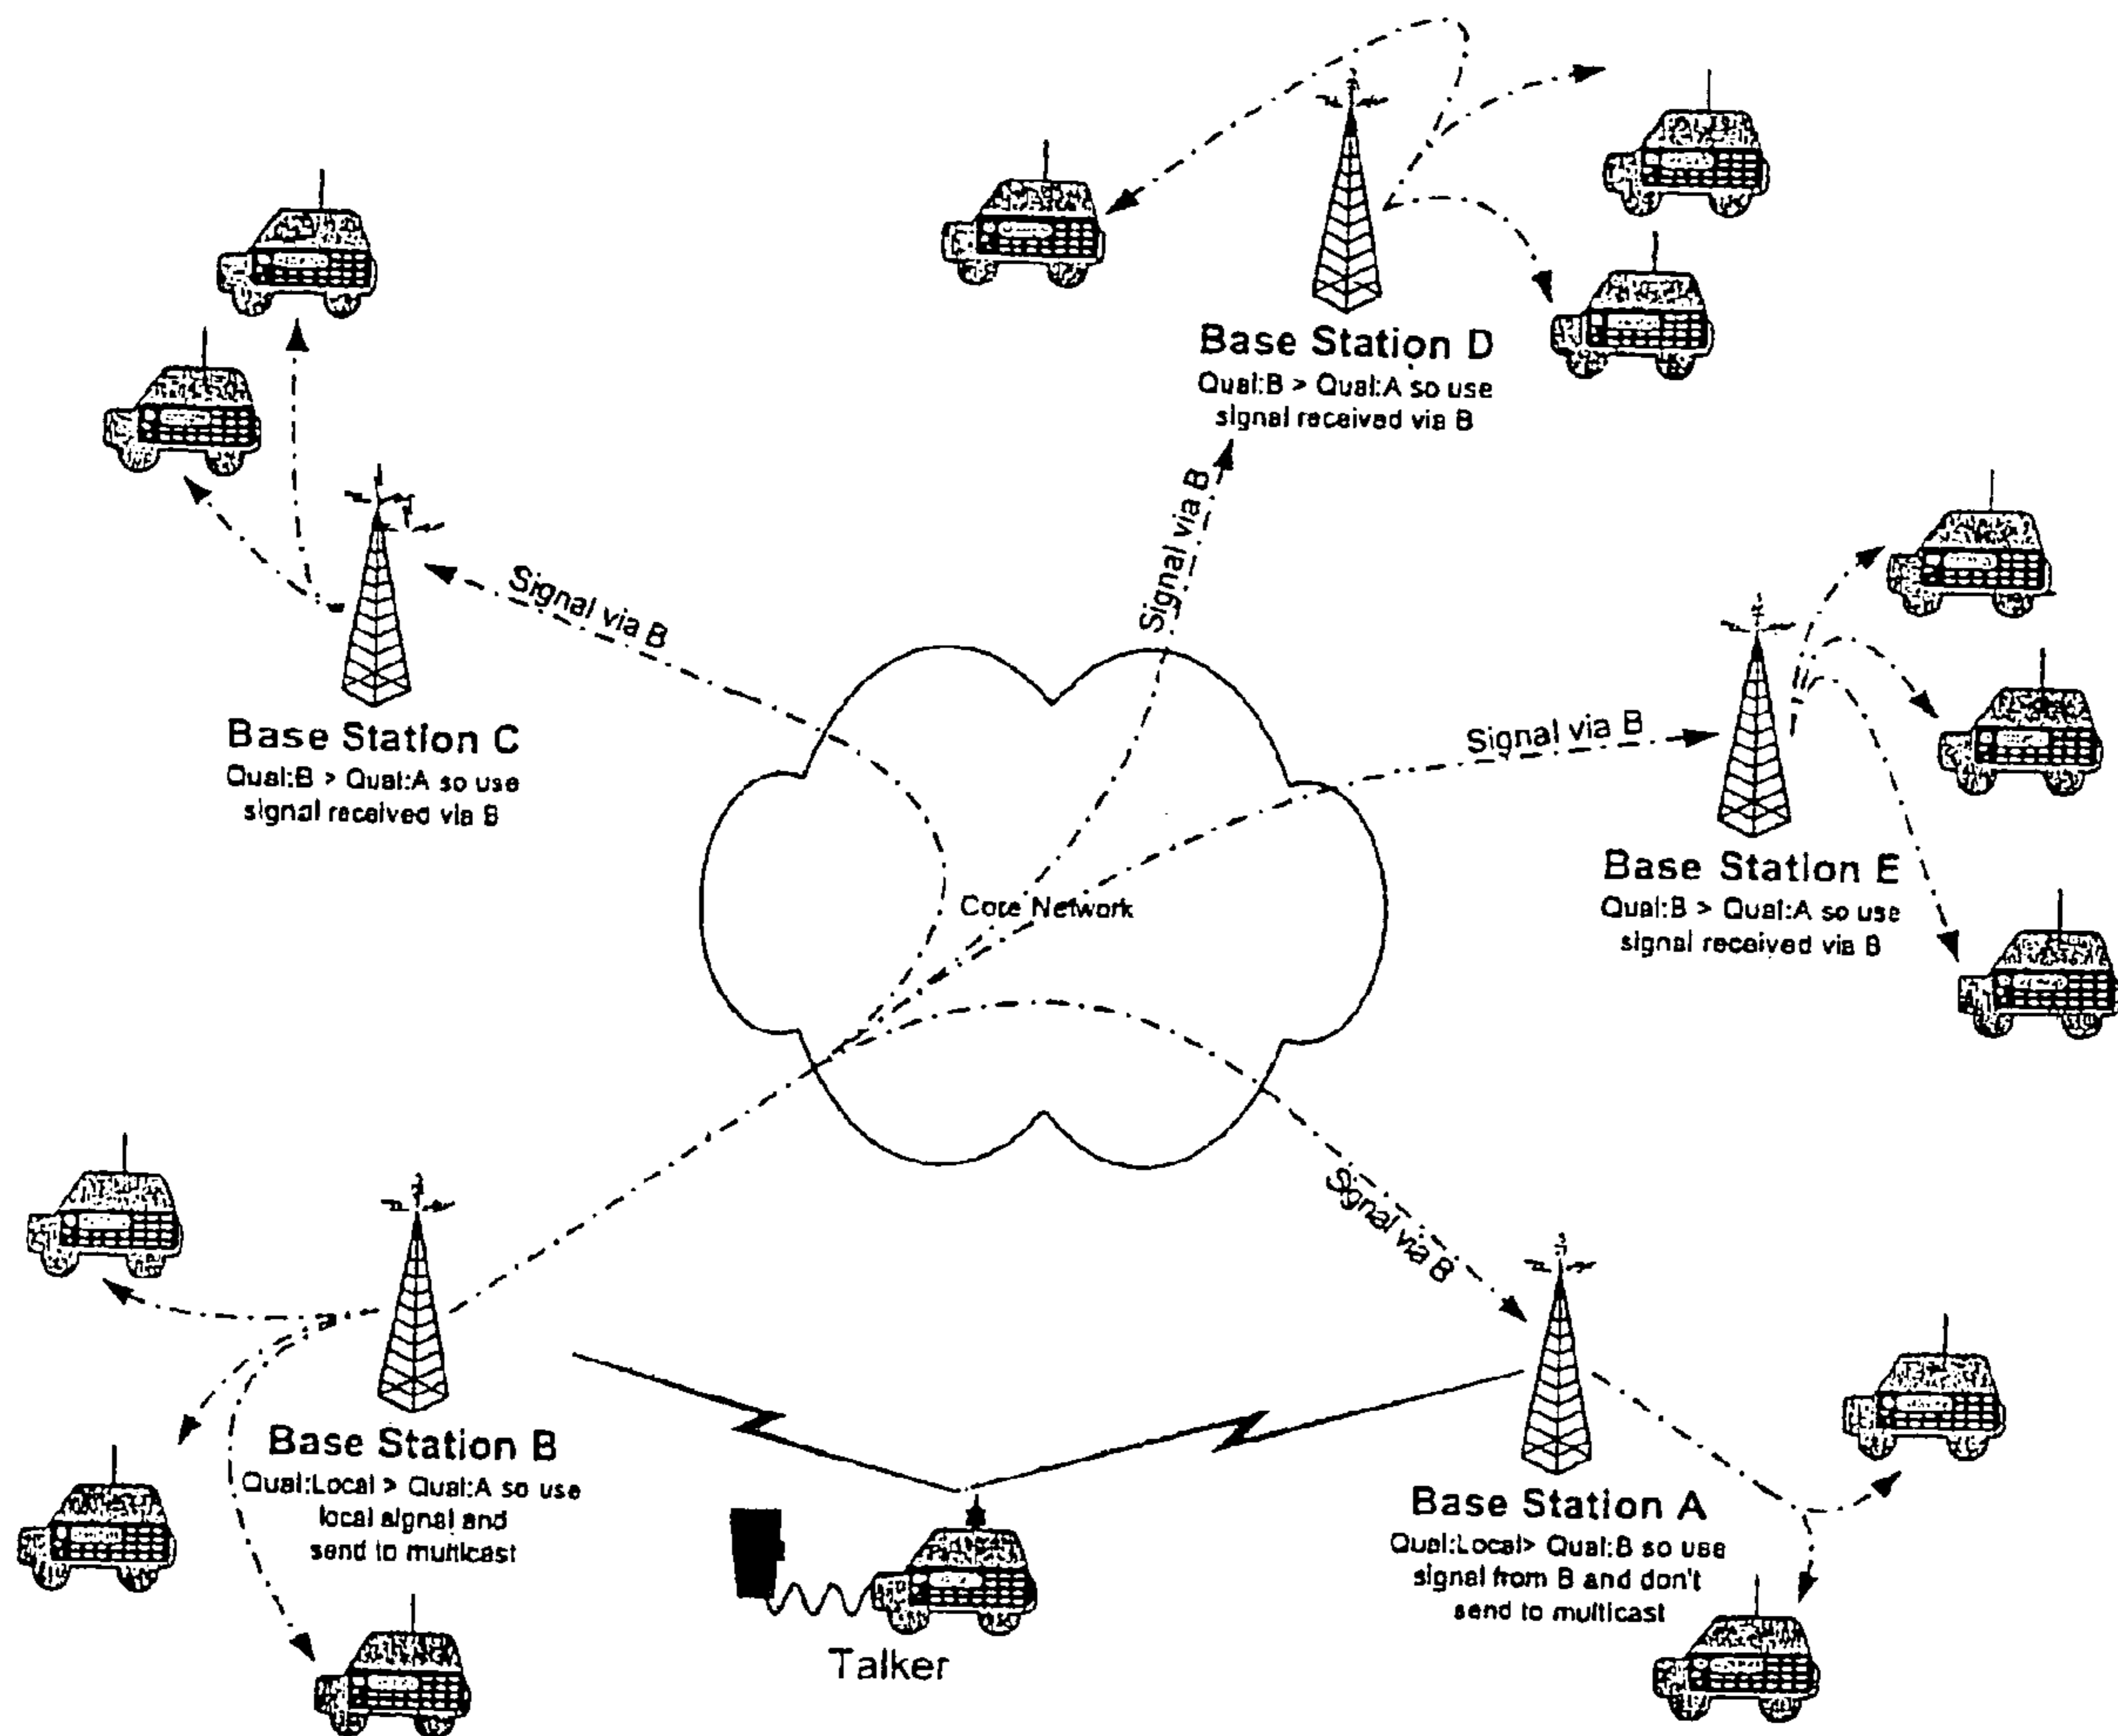 Base Station D
Qual:B > Qual:A so use
signal received via B
Signal via B
Signal via B
Base Station C
Qual:B > Qual:A so use
signal received via B
Signal via B
Base Station E
Qual:B > Qual:A so use
signal received via B
Core Network
Signal via B
Base Station B
Qual:Local > Qual:A so use
local signal and
send to multicast
Base Station A
Qual:Local> Qual:B so use
signal from B and don't
send to multicast
Talker